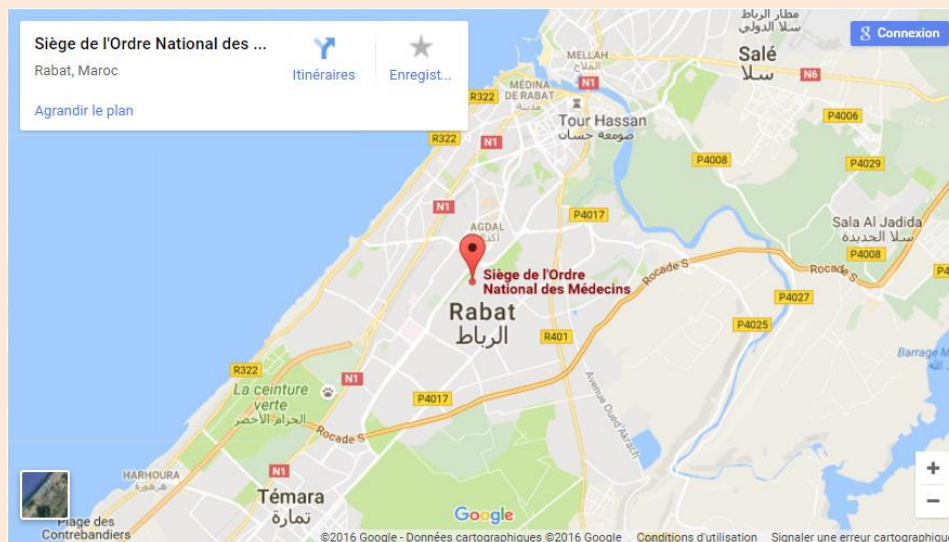 Siège de l'Ordre National des ...
Rabat, Maroc
Itinéraires
Enregist...
Agrandir le plan
مطار الرباط
سلا الدولي
Connexion
Salé
سلا
MELLAH
الملاح
N1
N6
MÉDINA
DE RABAT
مدينة
R322
Tour Hassan
صومعة حسان
P4006
R322
N1
P4008
P4029
N1
P4017
AGDAL
Sala Al Jadida
سلا الجديدة
P4008
Siège de l'Ordre
National des Médecins
Rocade S
Rocade S
P4
Rabat
الرباط
P4027
R401
P4025
Barrage M
R322
N1
La ceinture
verte
الحزام الأخضر
P4017
Avenue Oued Akrach
Rocade S
HARHOURA
هرهورة
N1
Témara
تمارة
Plage des
Contrebandiers
Google
+
−
©2016 Google - Données cartographiques ©2016 Google
Conditions d'utilisation
Signaler une erreur cartographiqu